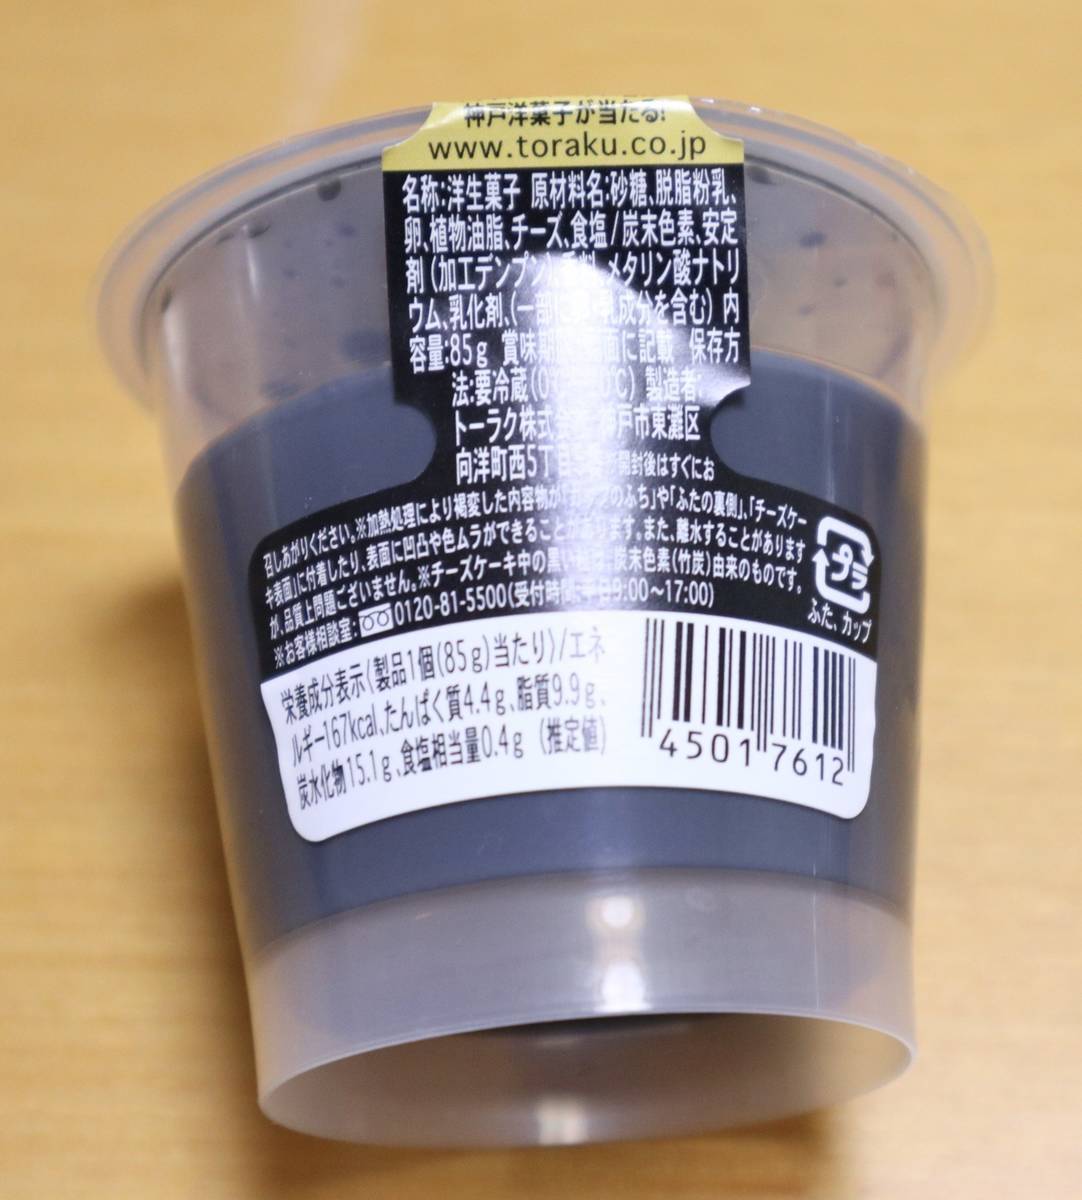 神戸洋菓子が当たる!
www.toraku.co.jp
名称:洋生菓子 原材料名:砂糖、脱脂粉乳、
卵、植物油脂、チーズ、食塩/炭末色素、安定
剤(加工デンプン)、香料、メタリン酸ナトリ
ウム、乳化剤、(一部に 乳成分を含む) 内
容量:85g 賞味期 面に記載 保存方
法:要冷蔵(0 ℃) 製造者:
トーラク株式 神戸市東灘区
向洋町西5丁目 開封後はすぐにお
召しあがりください。※加熱処理により褐変した内容物が「カップのふち」や「ふたの裏側」、「チーズケー
キ表面」に付着したり、表面に凹凸や色ムラができることがあります。また、離水することがあります
が、品質上問題ございません。※チーズケーキ中の黒い は、炭末色素(竹炭)由来のものです。
※お客様相談室: 0120-81-5500(受付時間:平日9:00〜17:00)
プラ
ふた、カップ
栄養成分表示(製品1個(85g)当たり)/エネ
ルギー167kcal、たんぱく質4.4g、脂質9.9g、
炭水化物15.1g、食塩相当量0.4g (推定値)
45017612